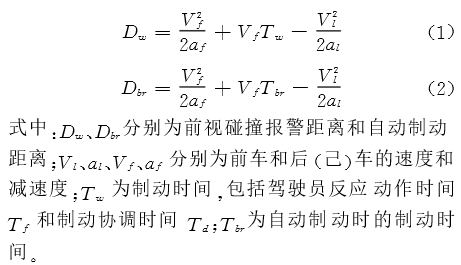 D_w = \frac{V_f^2}{2a_f} + V_f T_w - \frac{V_l^2}{2a_l} (1)
D_{br} = \frac{V_f^2}{2a_f} + V_f T_{br} - \frac{V_l^2}{2a_l} (2)
式中:D_w、D_{br}分别为前视碰撞报警距离和自动制动
距离;V_l、a_l、V_f、a_f 分别为前车和后(己)车的速度和
减速度;T_w 为制动时间,包括驾驶员反应动作时间
T_f 和制动协调时间 T_d;T_{br}为自动制动时的制动时
间。